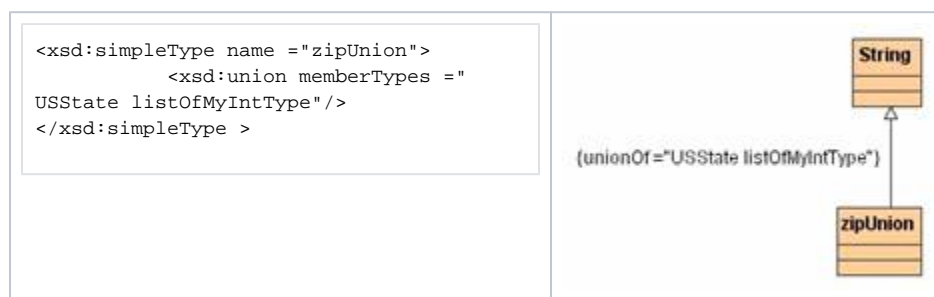 <xsd:simpleType name ="zipUnion">
<xsd:union memberTypes ="
USState listOfMyIntType"/>
</xsd:simpleType >
String
{unionOf="USState listOfMyIntType"}
zipUnion